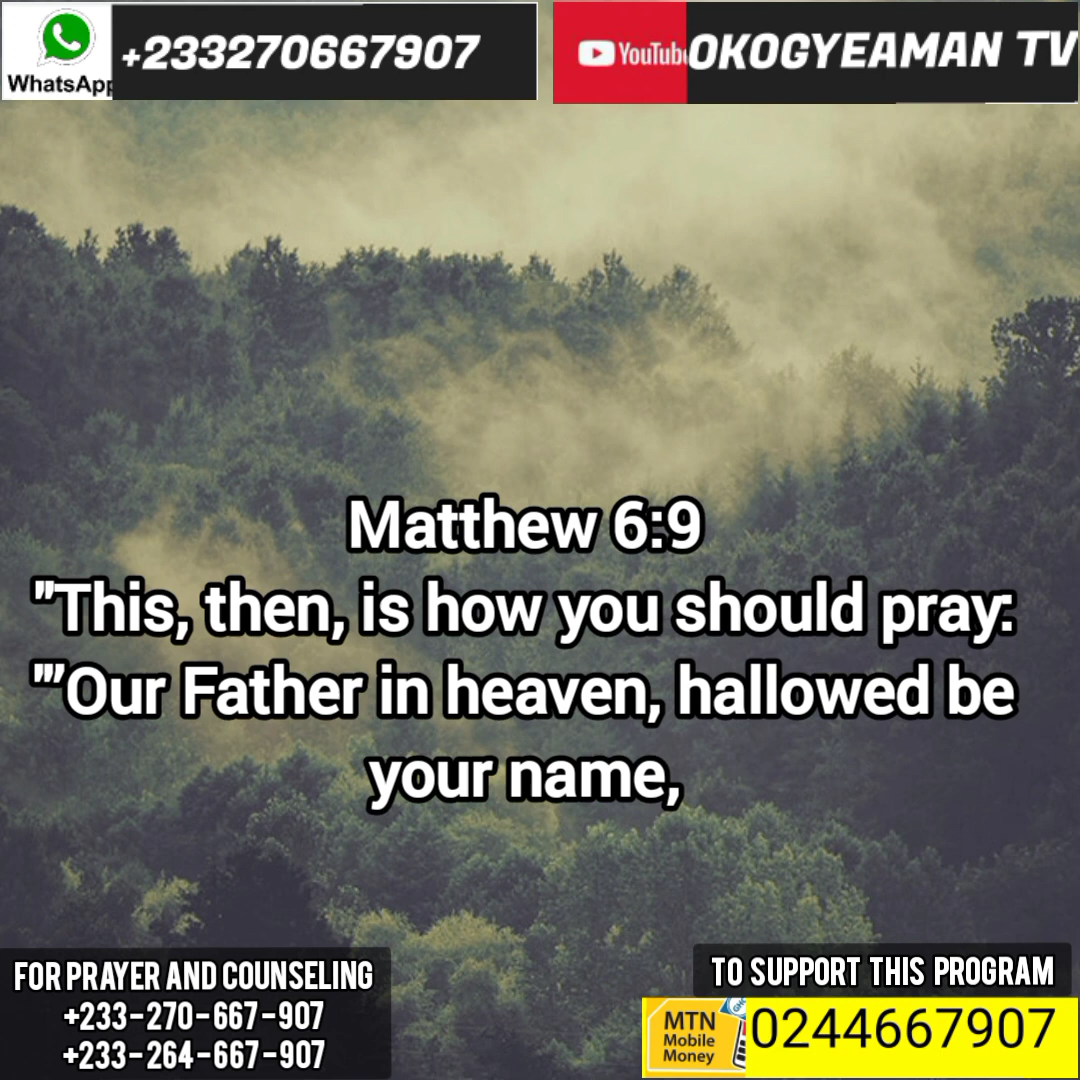 WhatsApp
+233270667907
YouTube
OKOGYEAMAN TV
Matthew 6:9
"This, then, is how you should pray:
"'Our Father in heaven, hallowed be
your name,
FOR PRAYER AND COUNSELING
+233-270-667-907
+233-264-667-907
TO SUPPORT THIS PROGRAM
MTN
Mobile
Money
0244667907